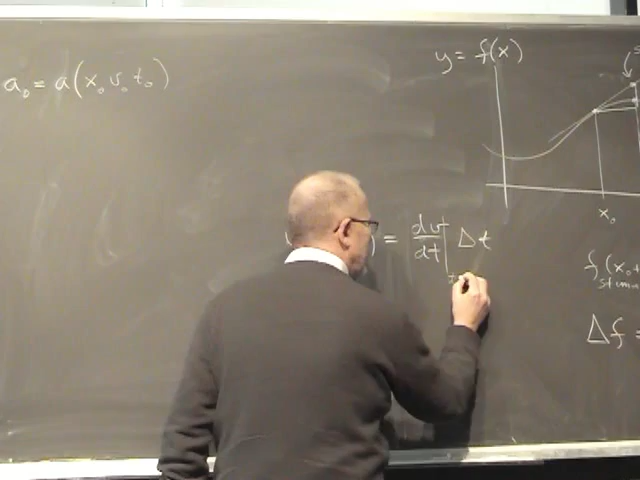 a₀ = a(x₀ v₀ t₀)
y = f(x)
) = dv/dt| Δt
x₀
f(x₀+
Δf =